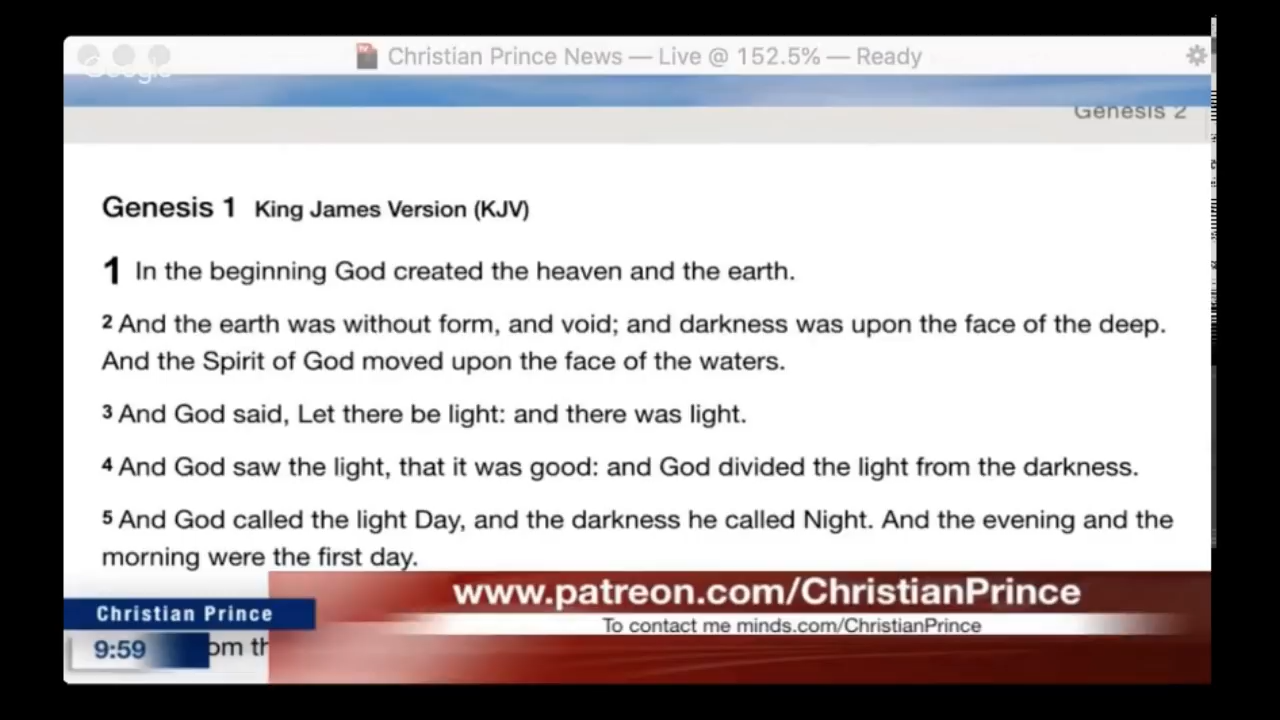 Christian Prince News — Live @ 152.5% — Ready
Google
Genesis 2
Genesis 1 King James Version (KJV)
1 In the beginning God created the heaven and the earth.
2 And the earth was without form, and void; and darkness was upon the face of the deep.
And the Spirit of God moved upon the face of the waters.
3 And God said, Let there be light: and there was light.
4 And God saw the light, that it was good: and God divided the light from the darkness.
5 And God called the light Day, and the darkness he called Night. And the evening and the
morning were the first day.
www.patreon.com/ChristianPrince
Christian Prince
To contact me minds.com/ChristianPrince
9:59